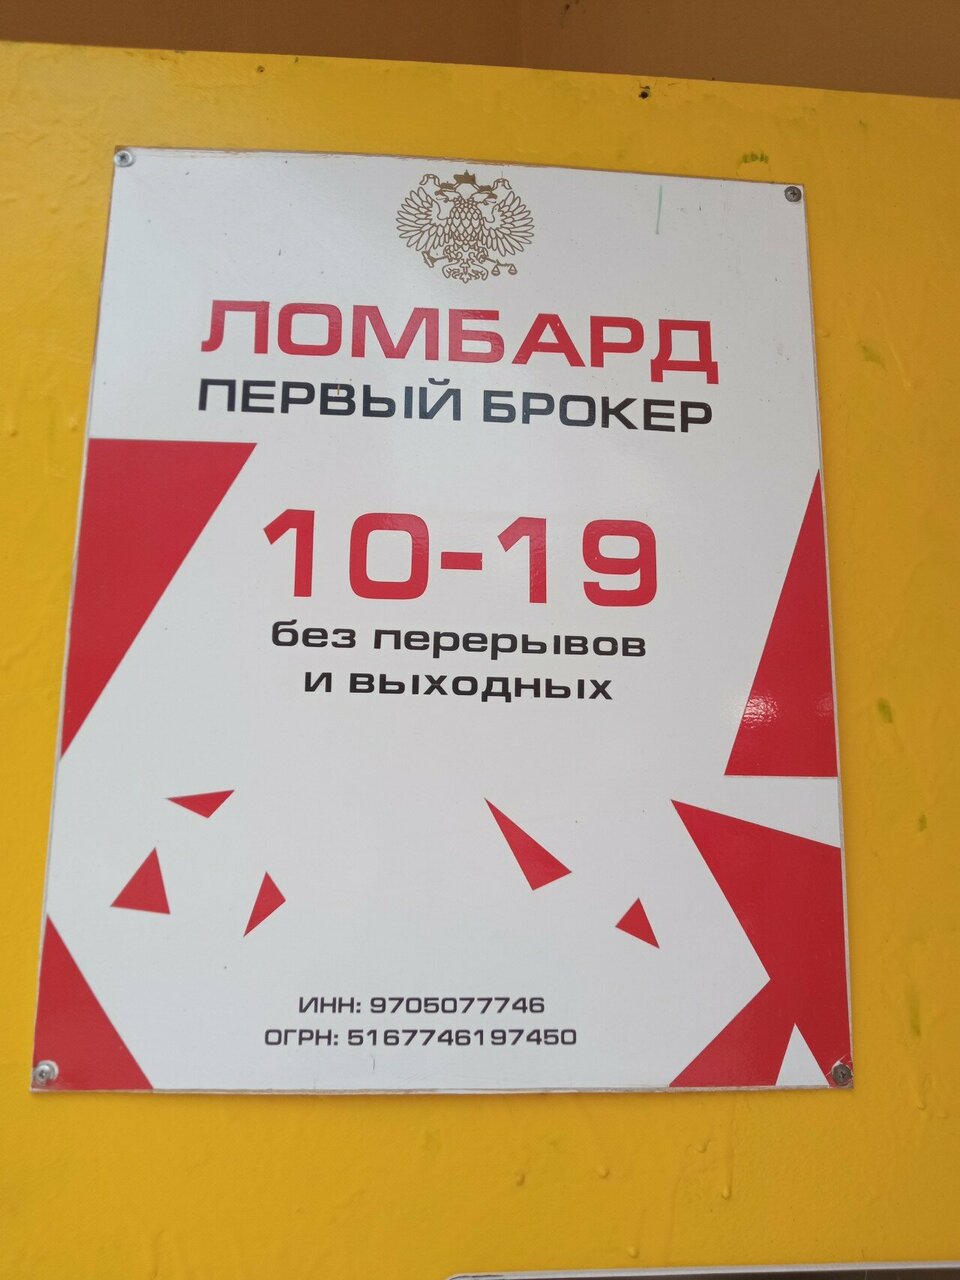 ЛОМБАРД
ПЕРВЫЙ БРОКЕР
10-19
без перерывов
и выходных
ИНН: 9705077746
ОГРН: 5167746197450